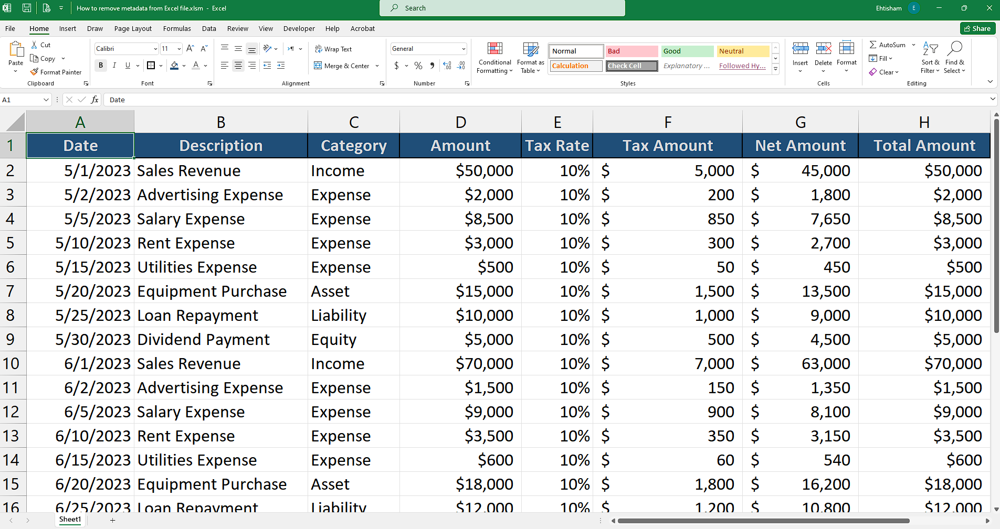 How to remove metadata from Excel file.xlsm - Excel
Search
Ehtisham E
File Home Insert Draw Page Layout Formulas Data Review View Developer Help Acrobat
Share
Paste
Cut
Copy
Format Painter
Clipboard
Calibri 11
B I U
Font
Wrap Text
Merge & Center
Alignment
General
$ % 9
Number
Conditional Formatting
Format as Table
Normal Bad Good Neutral
Calculation Check Cell Explanatory ... Followed Hy...
Styles
Insert Delete Format
Cells
AutoSum
Fill
Clear
Sort & Filter
Find & Select
Editing
A1 fx Date
A B C D E F G H
1 Date Description Category Amount Tax Rate Tax Amount Net Amount Total Amount
2 5/1/2023 Sales Revenue Income $50,000 10% $ 5,000 $ 45,000 $50,000
3 5/2/2023 Advertising Expense Expense $2,000 10% $ 200 $ 1,800 $2,000
4 5/5/2023 Salary Expense Expense $8,500 10% $ 850 $ 7,650 $8,500
5 5/10/2023 Rent Expense Expense $3,000 10% $ 300 $ 2,700 $3,000
6 5/15/2023 Utilities Expense Expense $500 10% $ 50 $ 450 $500
7 5/20/2023 Equipment Purchase Asset $15,000 10% $ 1,500 $ 13,500 $15,000
8 5/25/2023 Loan Repayment Liability $10,000 10% $ 1,000 $ 9,000 $10,000
9 5/30/2023 Dividend Payment Equity $5,000 10% $ 500 $ 4,500 $5,000
10 6/1/2023 Sales Revenue Income $70,000 10% $ 7,000 $ 63,000 $70,000
11 6/2/2023 Advertising Expense Expense $1,500 10% $ 150 $ 1,350 $1,500
12 6/5/2023 Salary Expense Expense $9,000 10% $ 900 $ 8,100 $9,000
13 6/10/2023 Rent Expense Expense $3,500 10% $ 350 $ 3,150 $3,500
14 6/15/2023 Utilities Expense Expense $600 10% $ 60 $ 540 $600
15 6/20/2023 Equipment Purchase Asset $18,000 10% $ 1,800 $ 16,200 $18,000
16 6/25/2023 Loan Repayment Liability $12,000 10% $ 1,200 $ 10,800 $12,000
Sheet1